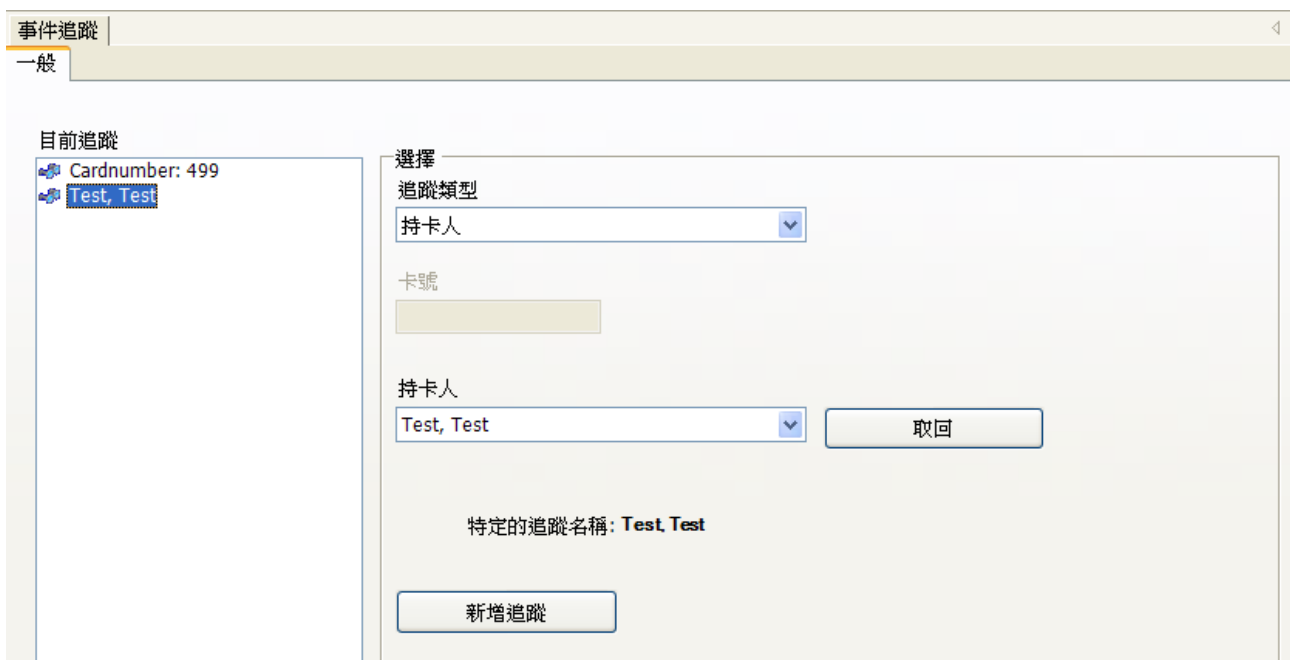 事件追蹤
一般
目前追蹤
Cardnumber: 499
Test, Test
選擇
追蹤類型
持卡人
卡號
持卡人
Test, Test
取回
特定的追蹤名稱: Test, Test
新增追蹤